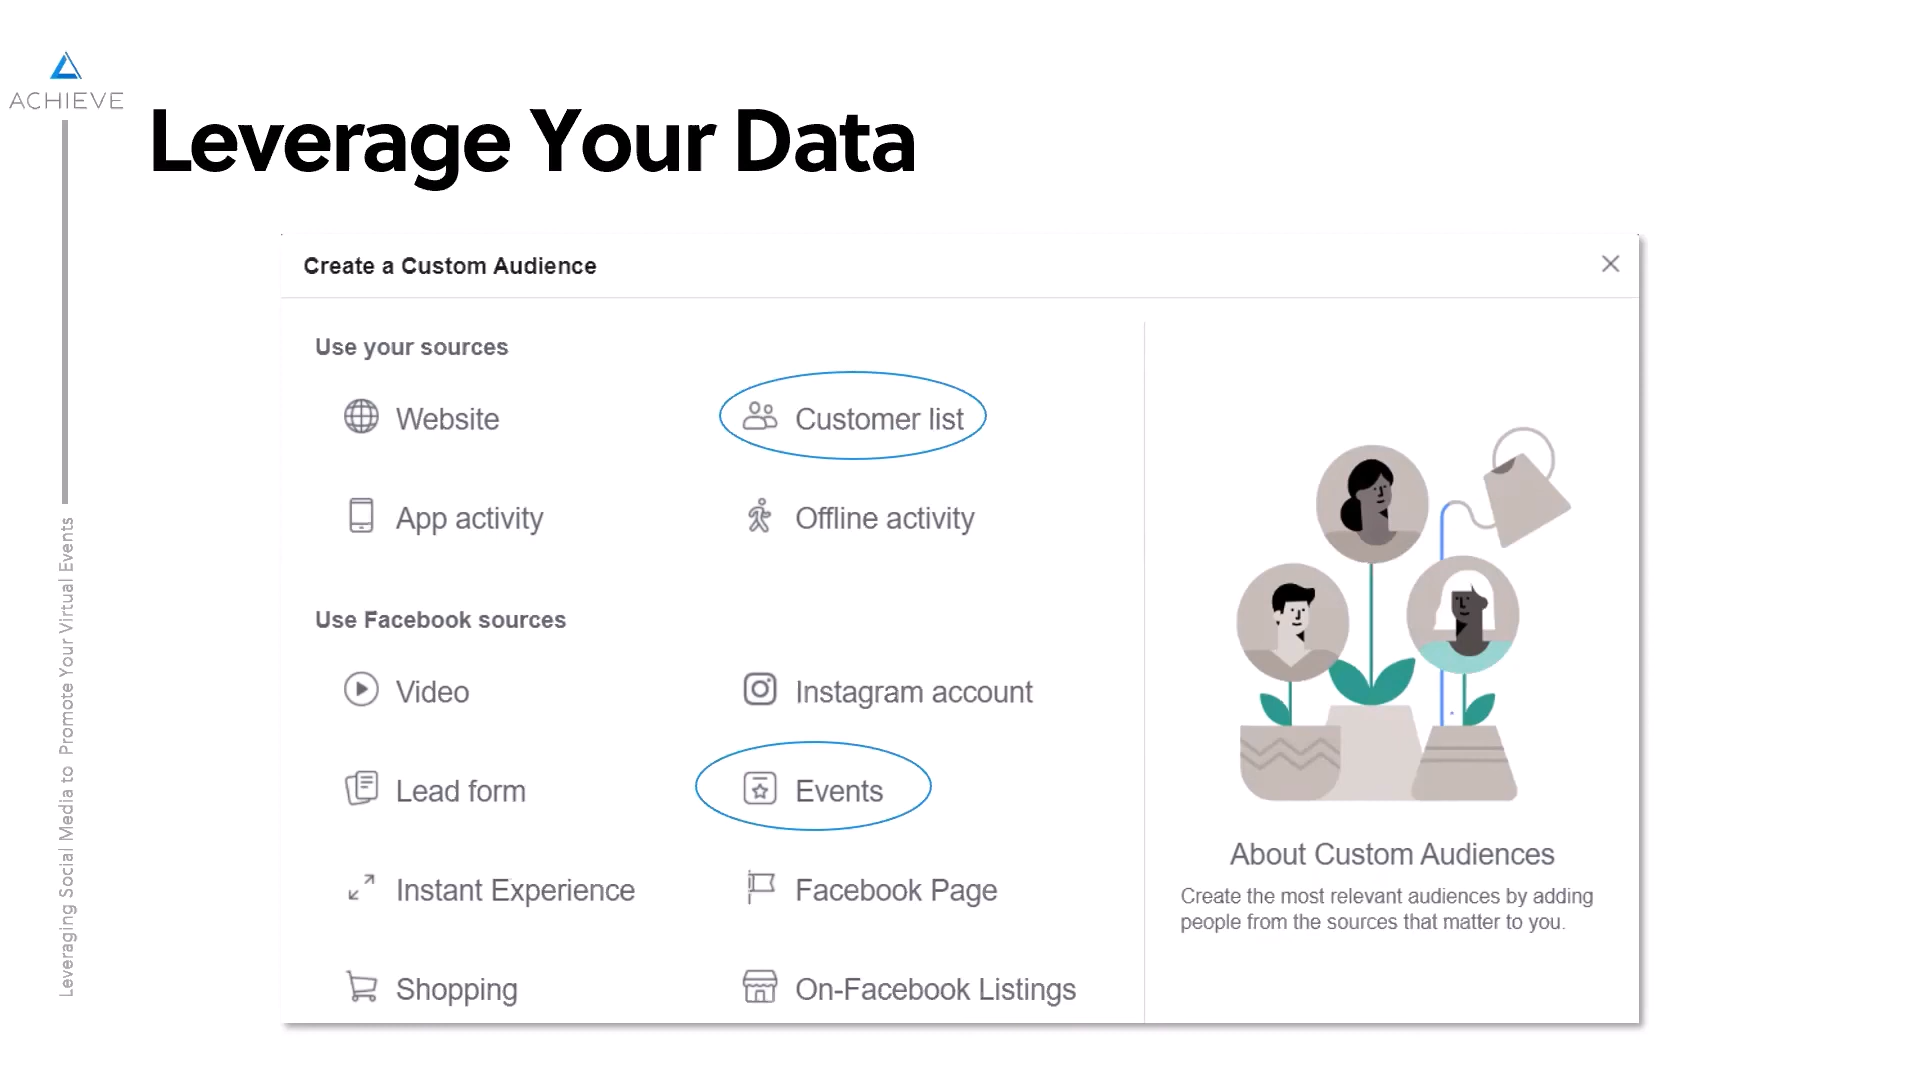 ACHIEVE
Leverage Your Data
Leveraging Social Media to Promote Your Virtual Events
Create a Custom Audience
Use your sources
Website
Customer list
App activity
Offline activity
Use Facebook sources
Video
Instagram account
Lead form
Events
Instant Experience
Facebook Page
Shopping
On-Facebook Listings
About Custom Audiences
Create the most relevant audiences by adding
people from the sources that matter to you.